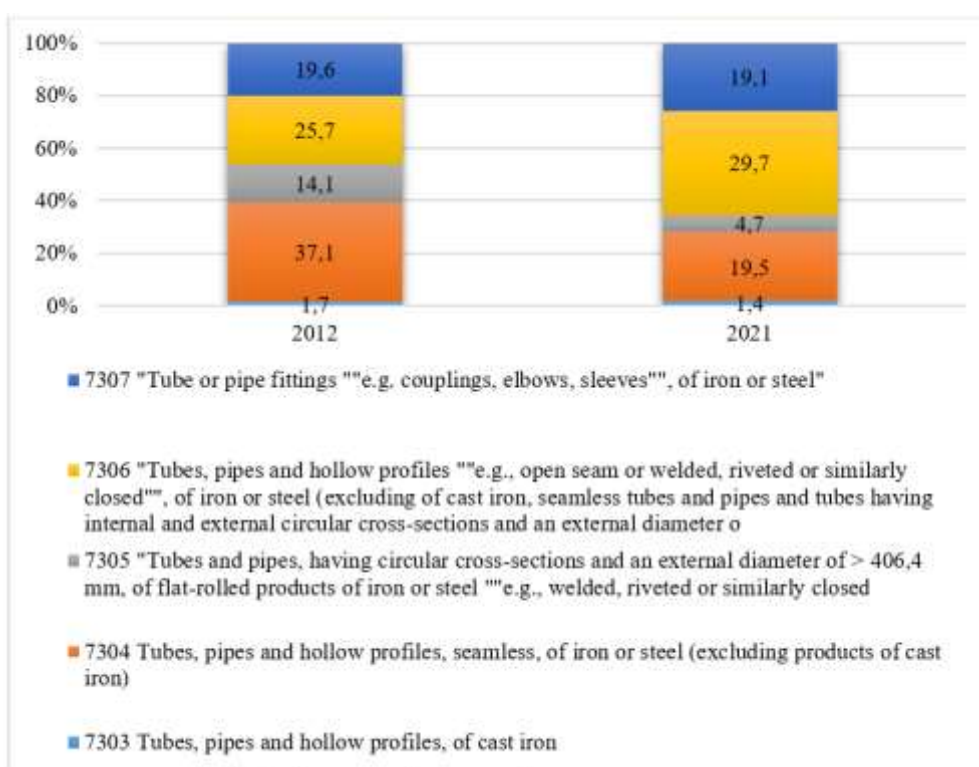 100%
80%
60%
40%
20%
0%
19,6
25,7
14,1
37,1
1,7
19,1
29,7
4,7
19,5
1,4
2012
2021
7307 "Tube or pipe fittings ""e.g. couplings, elbows, sleeves"", of iron or steel"
7306 "Tubes, pipes and hollow profiles ""e.g., open seam or welded, riveted or similarly
closed"", of iron or steel (excluding of cast iron, seamless tubes and pipes and tubes having
internal and external circular cross-sections and an external diameter o
7305 "Tubes and pipes, having circular cross-sections and an external diameter of > 406,4
mm, of flat-rolled products of iron or steel ""e.g., welded, riveted or similarly closed
7304 Tubes, pipes and hollow profiles, seamless, of iron or steel (excluding products of cast
iron)
7303 Tubes, pipes and hollow profiles, of cast iron